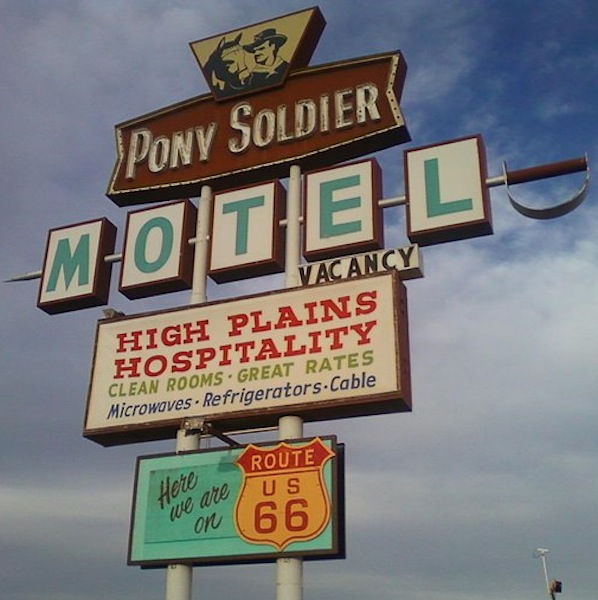 PONY SOLDIER
MOTEL
VACANCY
HIGH PLAINS
HOSPITALITY
CLEAN ROOMS · GREAT RATES
Microwaves · Refrigerators · Cable
Here
we are
on
ROUTE
U S
66